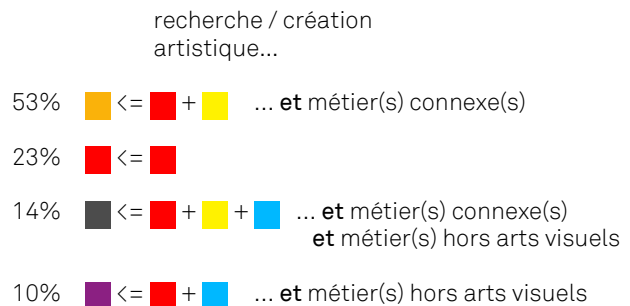 recherche / création
artistique...
53% <= + ... et métier(s) connexe(s)
23% <=
14% <= + + ... et métier(s) connexe(s)
et métier(s) hors arts visuels
10% <= + ... et métier(s) hors arts visuels